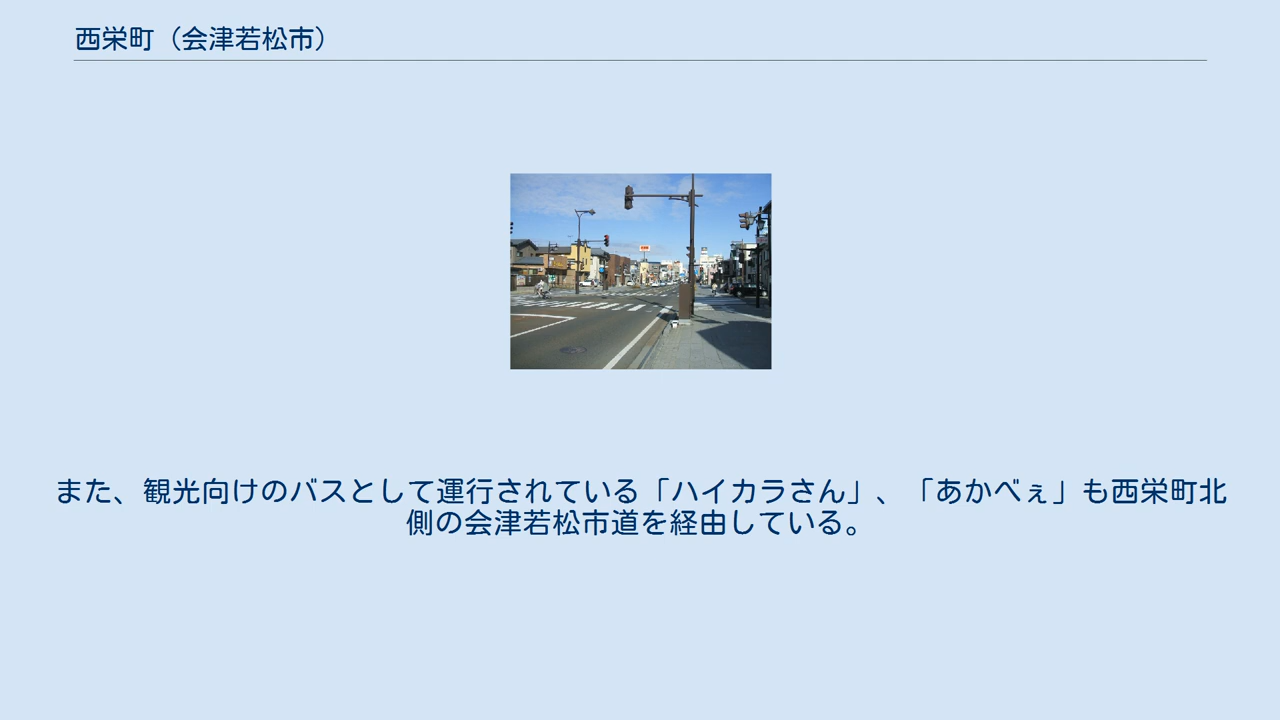 西栄町（会津若松市）
また、観光向けのバスとして運行されている「ハイカラさん」、「あかべぇ」も西栄町北
側の会津若松市道を経由している。